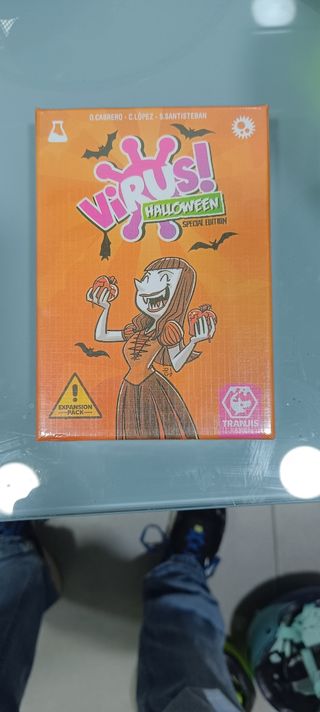 D.CABRERO - C.LÓPEZ - S.SANTISTEBAN
ViRUS!
HALLOWEEN
SPECIAL EDITION
EXPANSION
PACK
TRANJIS